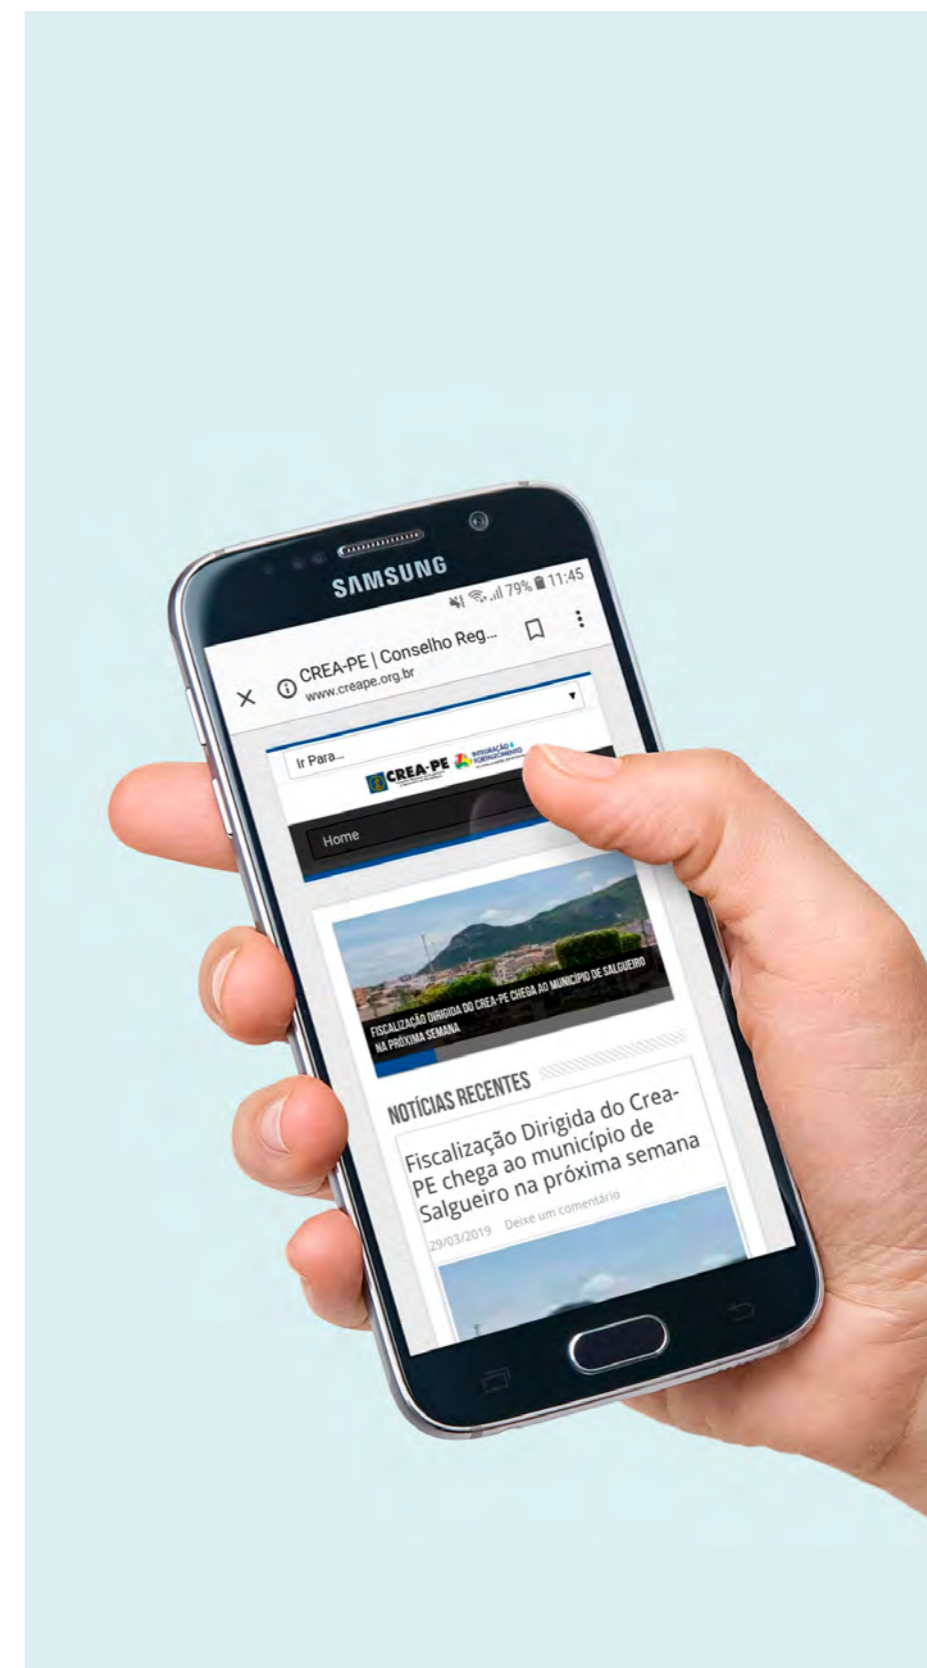 SAMSUNG
79% 11:45
CREA-PE | Conselho Reg...
www.creape.org.br
Ir Para...
CREA-PE INTEGRAÇÃO &
FORTALECIMENTO
Home
FISCALIZAÇÃO DIRIGIDA DO CREA-PE CHEGA AO MUNICÍPIO DE SALGUEIRO
NA PRÓXIMA SEMANA
NOTÍCIAS RECENTES
Fiscalização Dirigida do Crea-
PE chega ao município de
Salgueiro na próxima semana
29/03/2019 Deixe um comentário